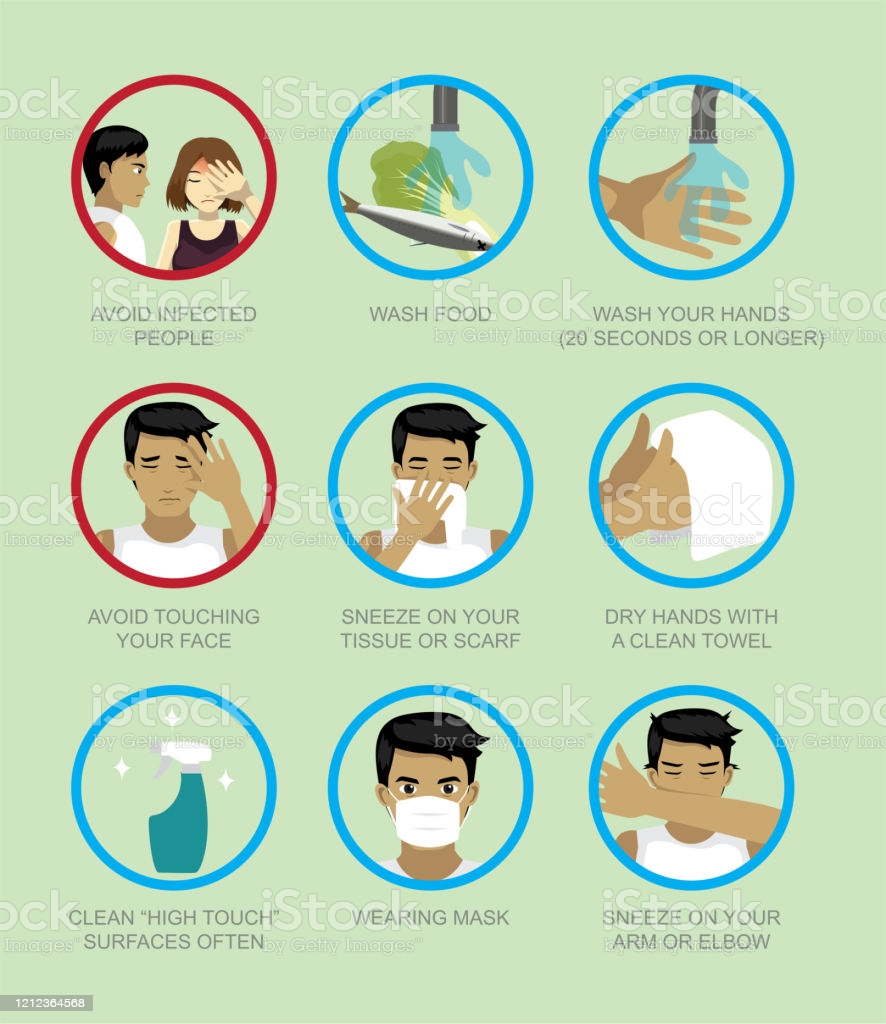 AVOID INFECTED
PEOPLE
WASH FOOD
WASH YOUR HANDS
(20 SECONDS OR LONGER)
AVOID TOUCHING
YOUR FACE
SNEEZE ON YOUR
TISSUE OR SCARF
DRY HANDS WITH
A CLEAN TOWEL
CLEAN “HIGH TOUCH”
SURFACES OFTEN
WEARING MASK
SNEEZE ON YOUR
ARM OR ELBOW
iStock
by Getty Images™
1212364568